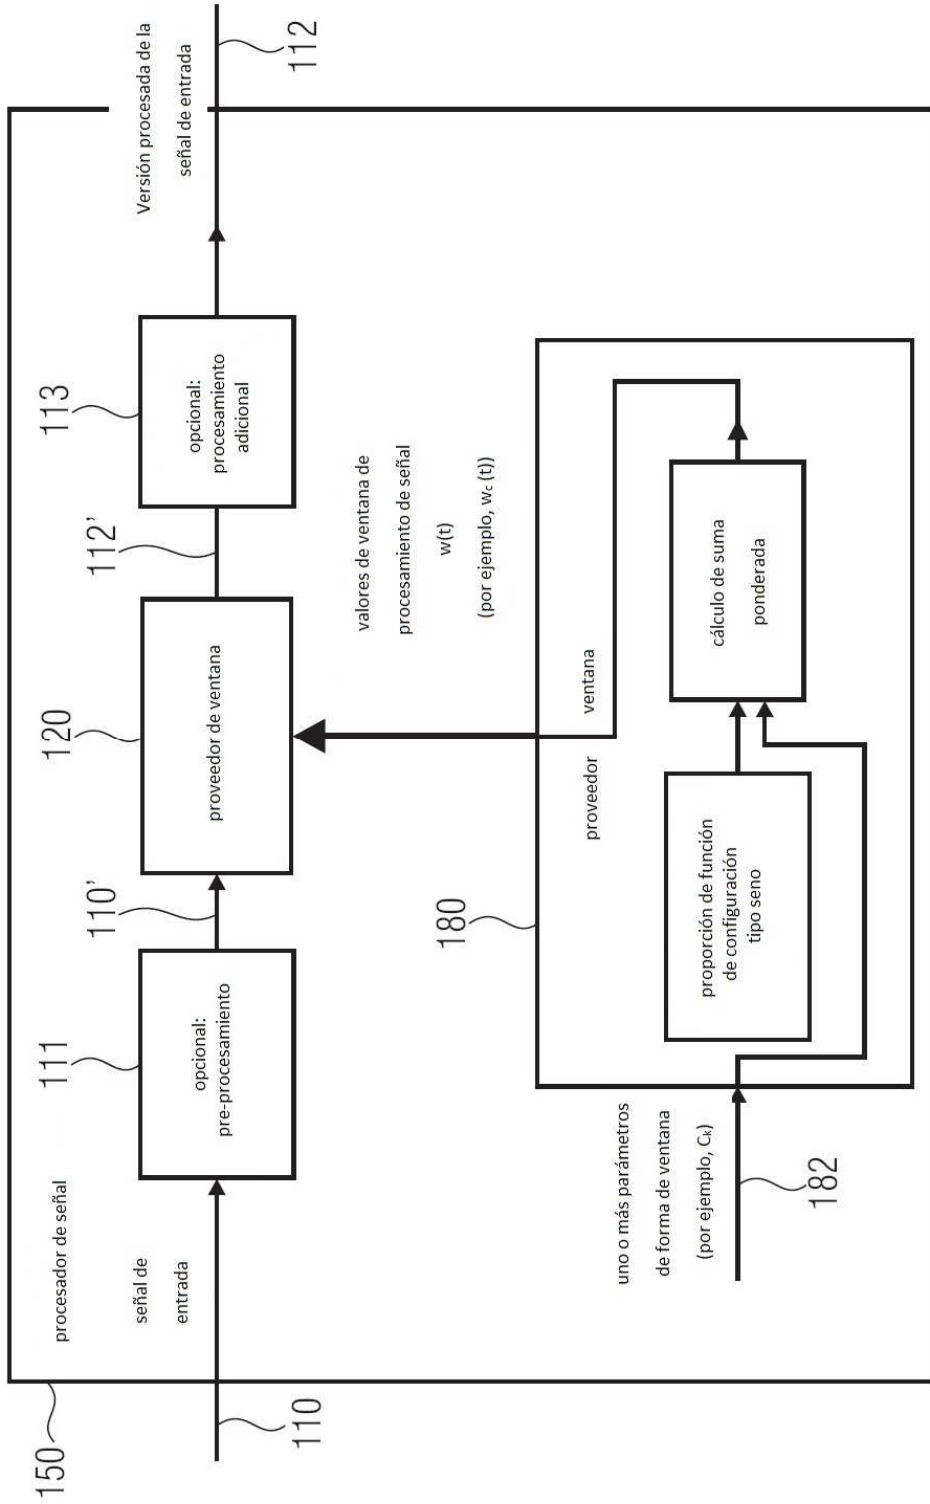 150
procesador de señal
110
señal de
entrada
111
opcional:
pre-procesamiento
110’
120
proveedor de ventana
112’
113
opcional:
procesamiento
adicional
Versión procesada de la
señal de entrada
112
valores de ventana de
procesamiento de señal
w(t)
(por ejemplo, wc (t))
180
proveedor
ventana
uno o más parámetros
de forma de ventana
(por ejemplo, Ck)
182
proporción de función
de configuración
tipo seno
cálculo de suma
ponderada